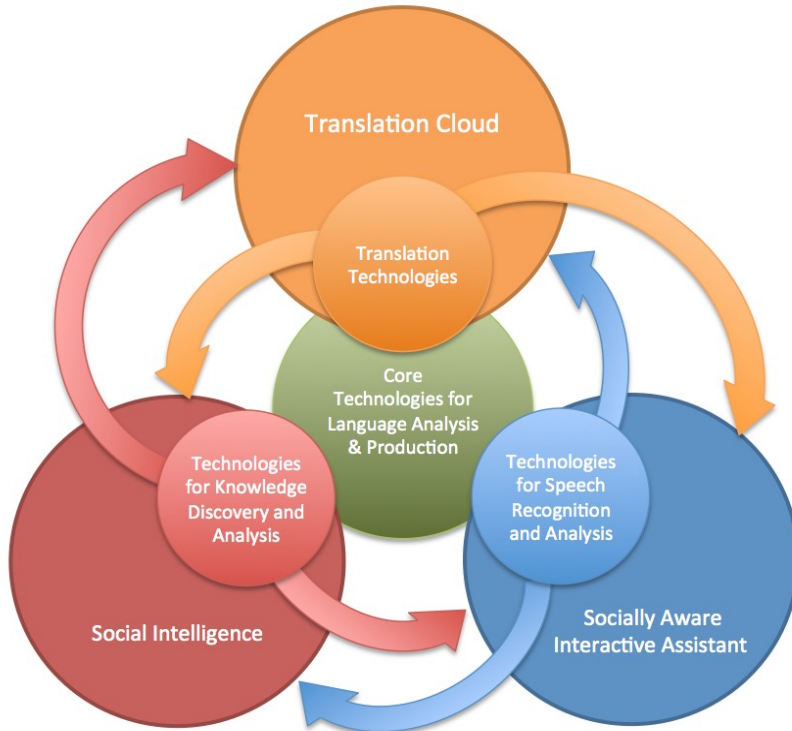 Translation Cloud
Translation
Technologies
Core
Technologies for
Language Analysis
& Production
Technologies
for Knowledge
Discovery and
Analysis
Technologies
for Speech
Recognition
and Analysis
Social Intelligence
Socially Aware
Interactive Assistant